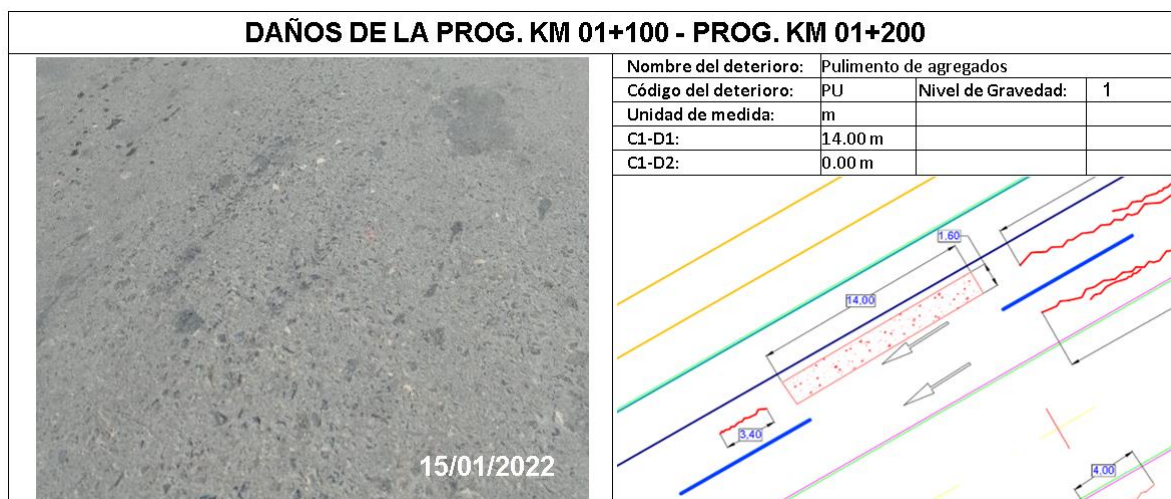 DAÑOS DE LA PROG. KM 01+100 - PROG. KM 01+200
Nombre del deterioro: Pulimento de agregados
Código del deterioro: PU Nivel de Gravedad: 1
Unidad de medida: m
C1-D1: 14.00 m
C1-D2: 0.00 m
15/01/2022
1.60
14,00
3,40
4,00